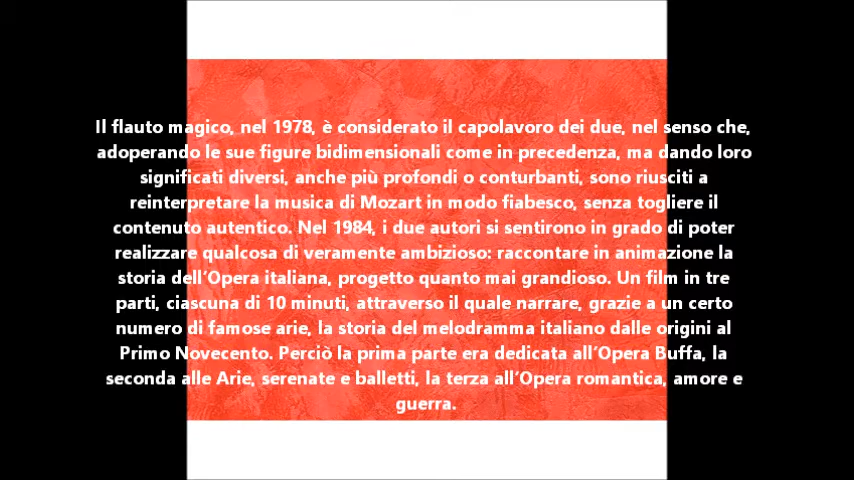 Il flauto magico, nel 1978, è considerato il capolavoro dei due, nel senso che,
adoperando le sue figure bidimensionali come in precedenza, ma dando loro
significati diversi, anche più profondi o conturbanti, sono riusciti a
reinterpretare la musica di Mozart in modo fiabesco, senza togliere il
contenuto autentico. Nel 1984, i due autori si sentirono in grado di poter
realizzare qualcosa di veramente ambizioso: raccontare in animazione la
storia dell’Opera italiana, progetto quanto mai grandioso. Un film in tre
parti, ciascuna di 10 minuti, attraverso il quale narrare, grazie a un certo
numero di famose arie, la storia del melodramma italiano dalle origini al
Primo Novecento. Perciò la prima parte era dedicata all’Opera Buffa, la
seconda alle Arie, serenate e balletti, la terza all’Opera romantica, amore e
guerra.